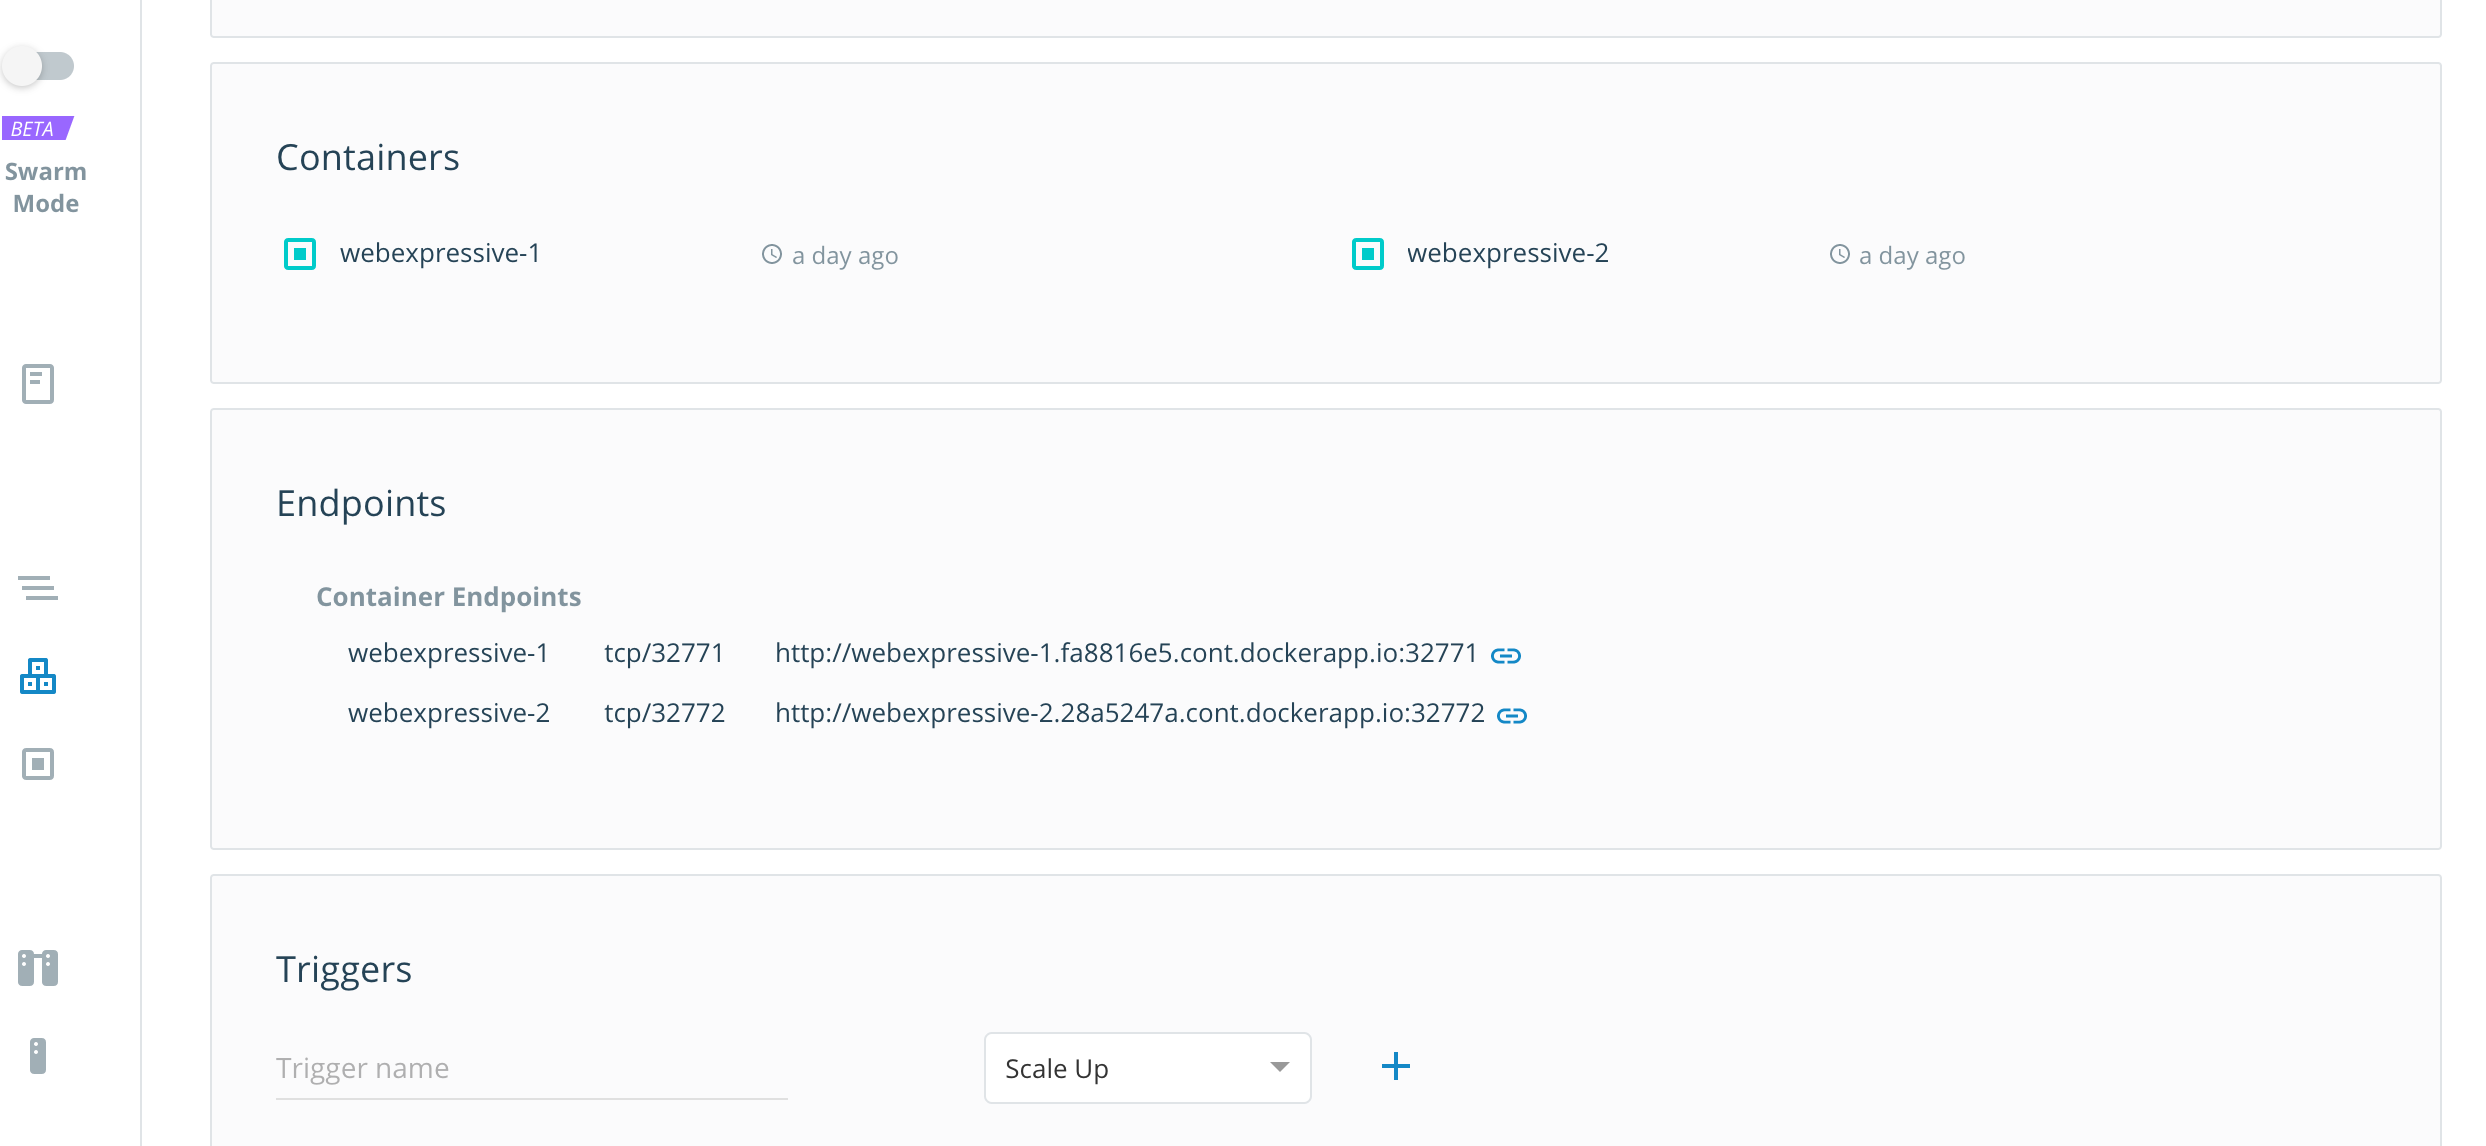 BETA
Swarm
Mode
Containers
webexpressive-1 a day ago webexpressive-2 a day ago
Endpoints
Container Endpoints
webexpressive-1 tcp/32771 http://webexpressive-1.fa8816e5.cont.dockerapp.io:32771
webexpressive-2 tcp/32772 http://webexpressive-2.28a5247a.cont.dockerapp.io:32772
Triggers
Trigger name Scale Up